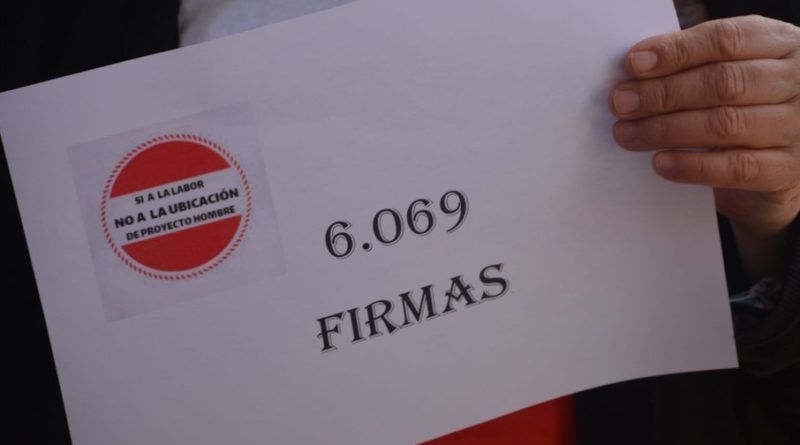 SI A LA LABOR
NO A LA UBICACIÓN
DE PROYECTO HOMBRE
6.069
FIRMAS